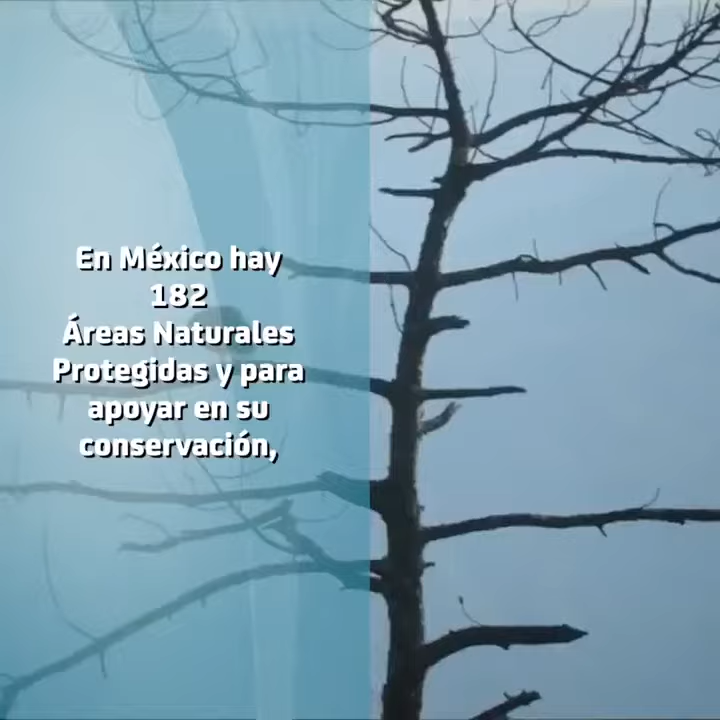 En México hay
182
Áreas Naturales
Protegidas y para
apoyar en su
conservación,